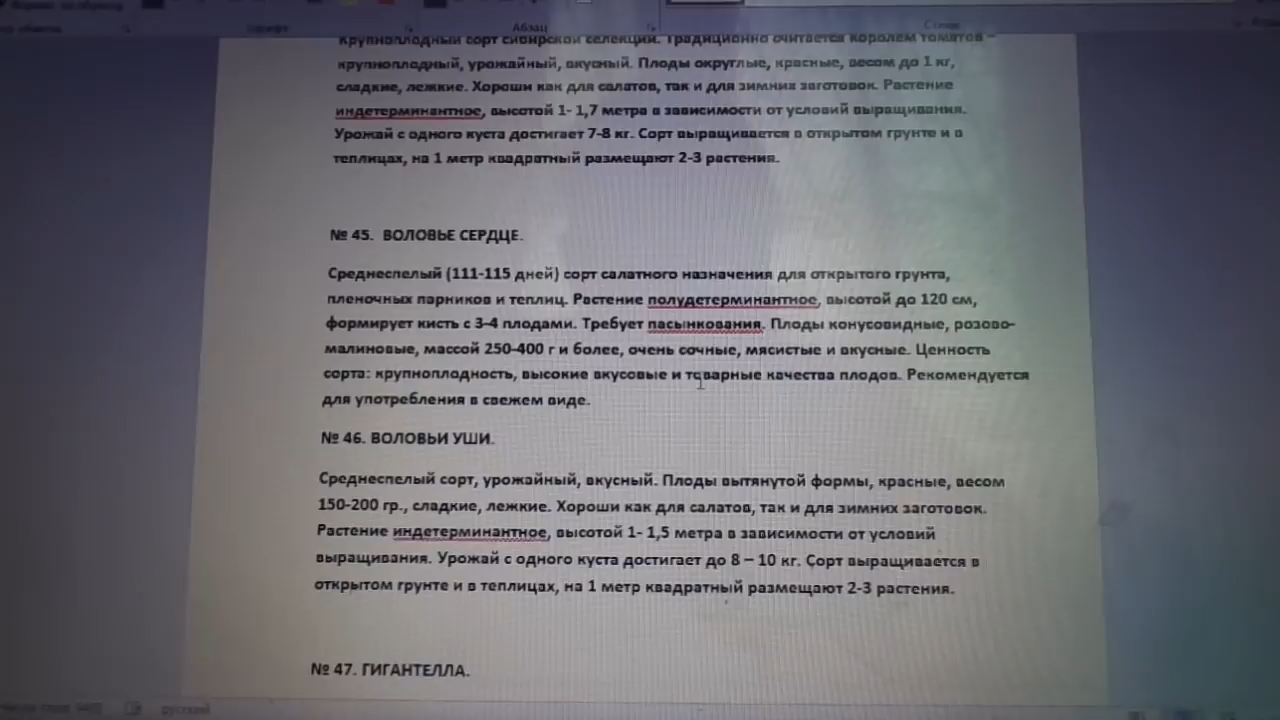 Абзац
крупноплодный сорт сибирской селекции. Традиционно считается королем томатов –
крупноплодный, урожайный, вкусный. Плоды округлые, красные, весом до 1 кг,
сладкие, лежкие. Хороши как для салатов, так и для зимних заготовок. Растение
индетерминантное, высотой 1- 1,7 метра в зависимости от условий выращивания.
Урожай с одного куста достигает 7-8 кг. Сорт выращивается в открытом грунте и в
теплицах, на 1 метр квадратный размещают 2-3 растения.
№ 45. ВОЛОВЬЕ СЕРДЦЕ.
Среднеспелый (111-115 дней) сорт салатного назначения для открытого грунта,
пленочных парников и теплиц. Растение полудетерминантное, высотой до 120 см,
формирует кисть с 3-4 плодами. Требует пасынкования. Плоды конусовидные, розово-
малиновые, массой 250-400 г и более, очень сочные, мясистые и вкусные. Ценность
сорта: крупноплодность, высокие вкусовые и товарные качества плодов. Рекомендуется
для употребления в свежем виде.
№ 46. ВОЛОВЬИ УШИ.
Среднеспелый сорт, урожайный, вкусный. Плоды вытянутой формы, красные, весом
150-200 гр., сладкие, лежкие. Хороши как для салатов, так и для зимних заготовок.
Растение индетерминантное, высотой 1- 1,5 метра в зависимости от условий
выращивания. Урожай с одного куста достигает до 8 – 10 кг. Сорт выращивается в
открытом грунте и в теплицах, на 1 метр квадратный размещают 2-3 растения.
№ 47. ГИГАНТЕЛЛА.
русский